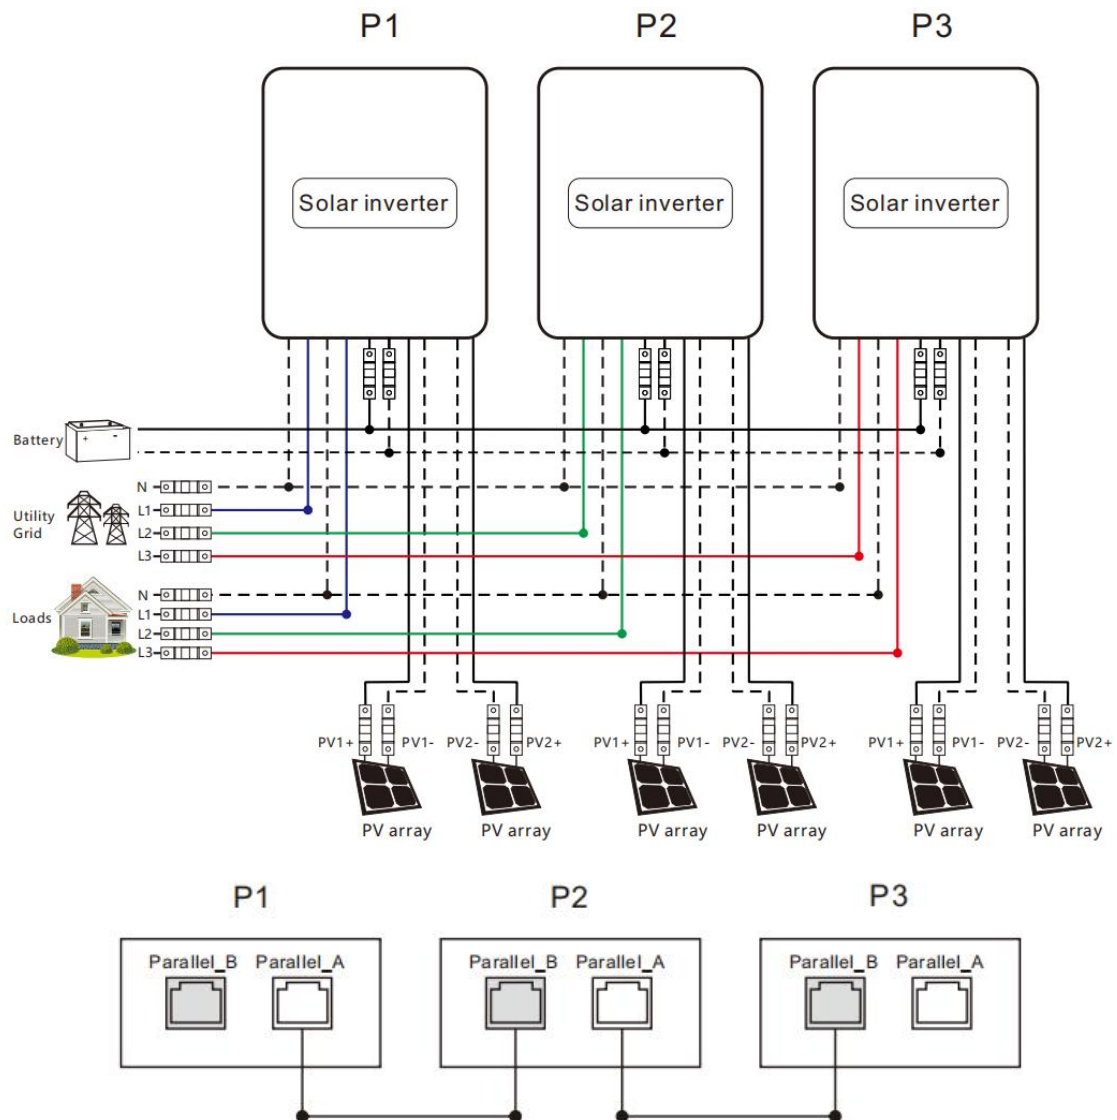 P1 P2 P3
Solar inverter Solar inverter Solar inverter
Battery
+ -
N
L1
Utility
Grid
L2
L3
N
L1
Loads
L2
L3
PV1+ PV1- PV2- PV2+ PV1+ PV1- PV2- PV2+ PV1+ PV1- PV2- PV2+
PV array PV array PV array PV array PV array PV array
P1 P2 P3
Parallel_B Parallel_A Parallel_B Parallel_A Parallel_B Parallel_A